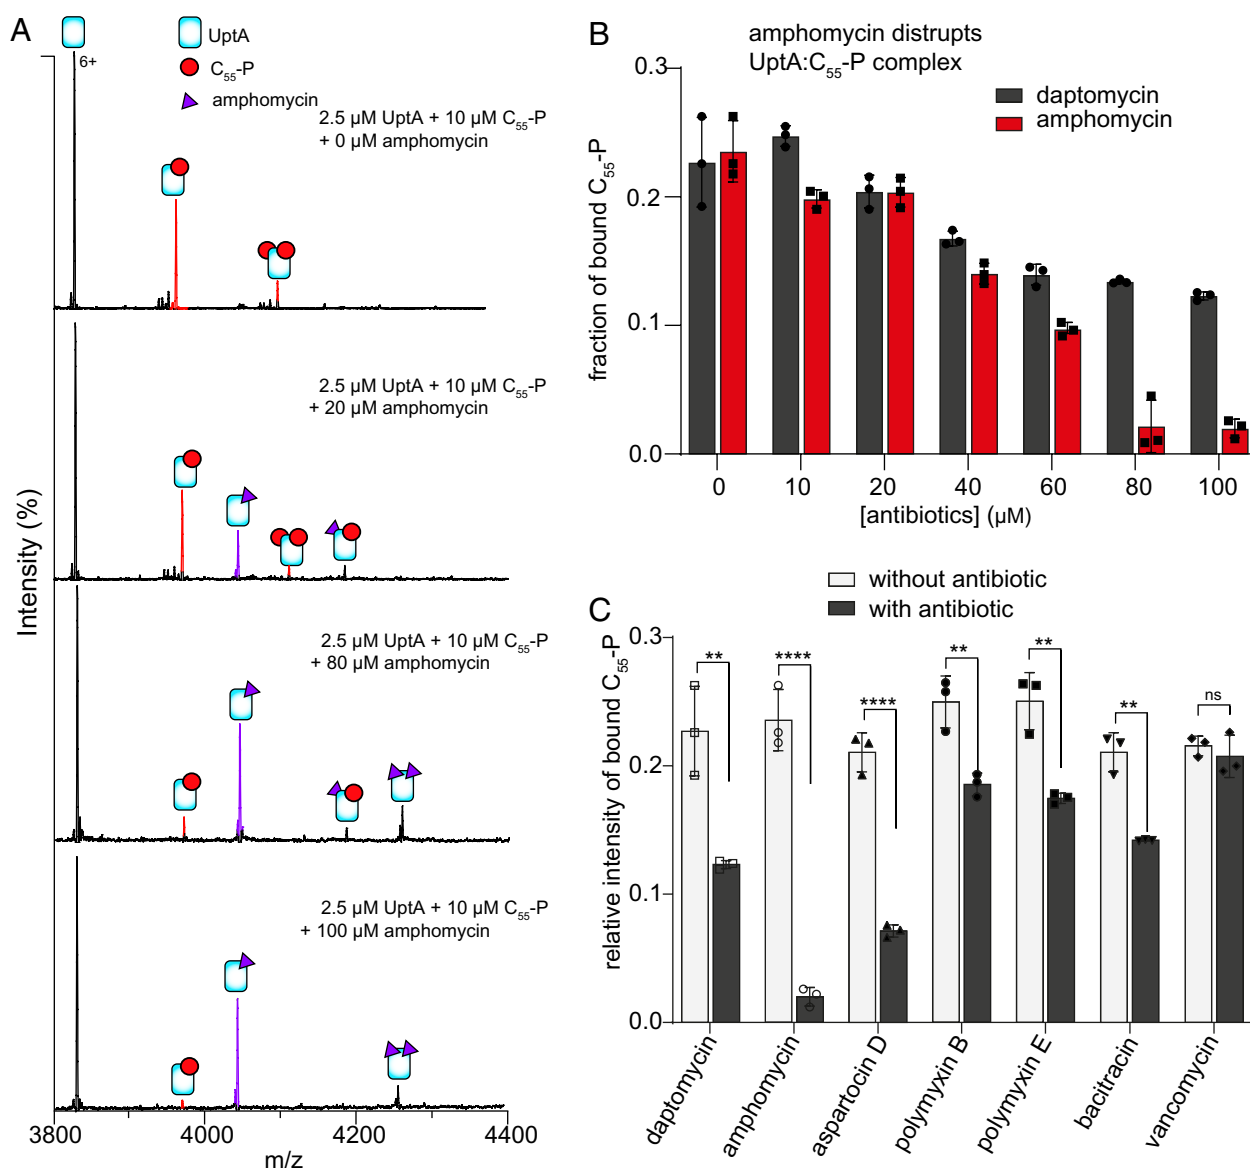 A
UptA
6+
C55-P
amphomycin
2.5 µM UptA + 10 µM C55-P
+ 0 µM amphomycin
2.5 µM UptA + 10 µM C55-P
+ 20 µM amphomycin
2.5 µM UptA + 10 µM C55-P
+ 80 µM amphomycin
2.5 µM UptA + 10 µM C55-P
+ 100 µM amphomycin
Intensity (%)
3800 4000 4200 4400
m/z
B
amphomycin distrupts
UptA:C55-P complex
daptomycin
amphomycin
0.3
0.2
0.1
0.0
fraction of bound C55-P
0 10 20 40 60 80 100
[antibiotics] (µM)
C
without antibiotic
with antibiotic
0.3
0.2
0.1
0.0
relative intensity of bound C55-P
** **** **** ** ** ** ns
daptomycin
amphomycin
aspartocin D
polymyxin B
polymyxin E
bacitracin
vancomycin